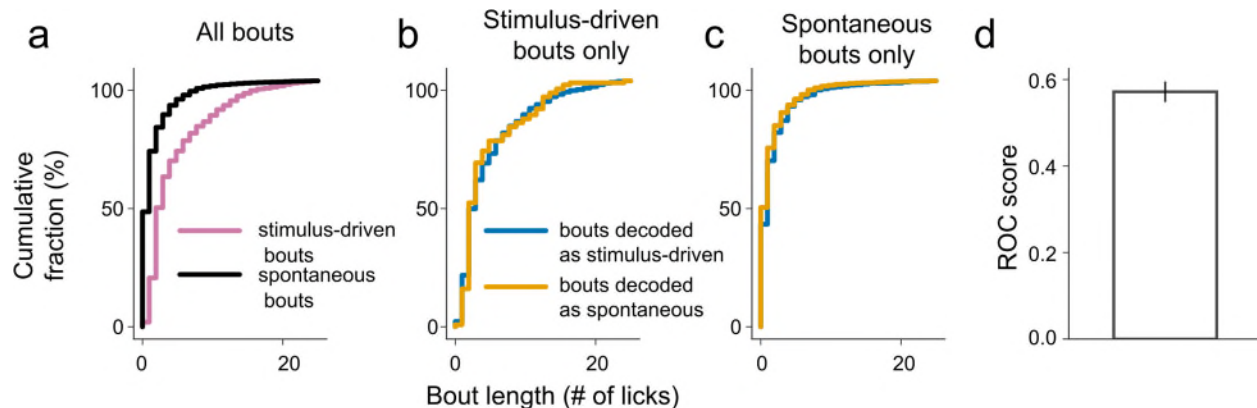 a
All bouts
b
Stimulus-driven
bouts only
c
Spontaneous
bouts only
d
Cumulative
fraction (%)
100
50
0
0
20
stimulus-driven
bouts
spontaneous
bouts
100
50
0
0
20
bouts decoded
as stimulus-driven
bouts decoded
as spontaneous
100
50
0
0
20
Bout length (# of licks)
ROC score
0.6
0.6
0.2
0.0